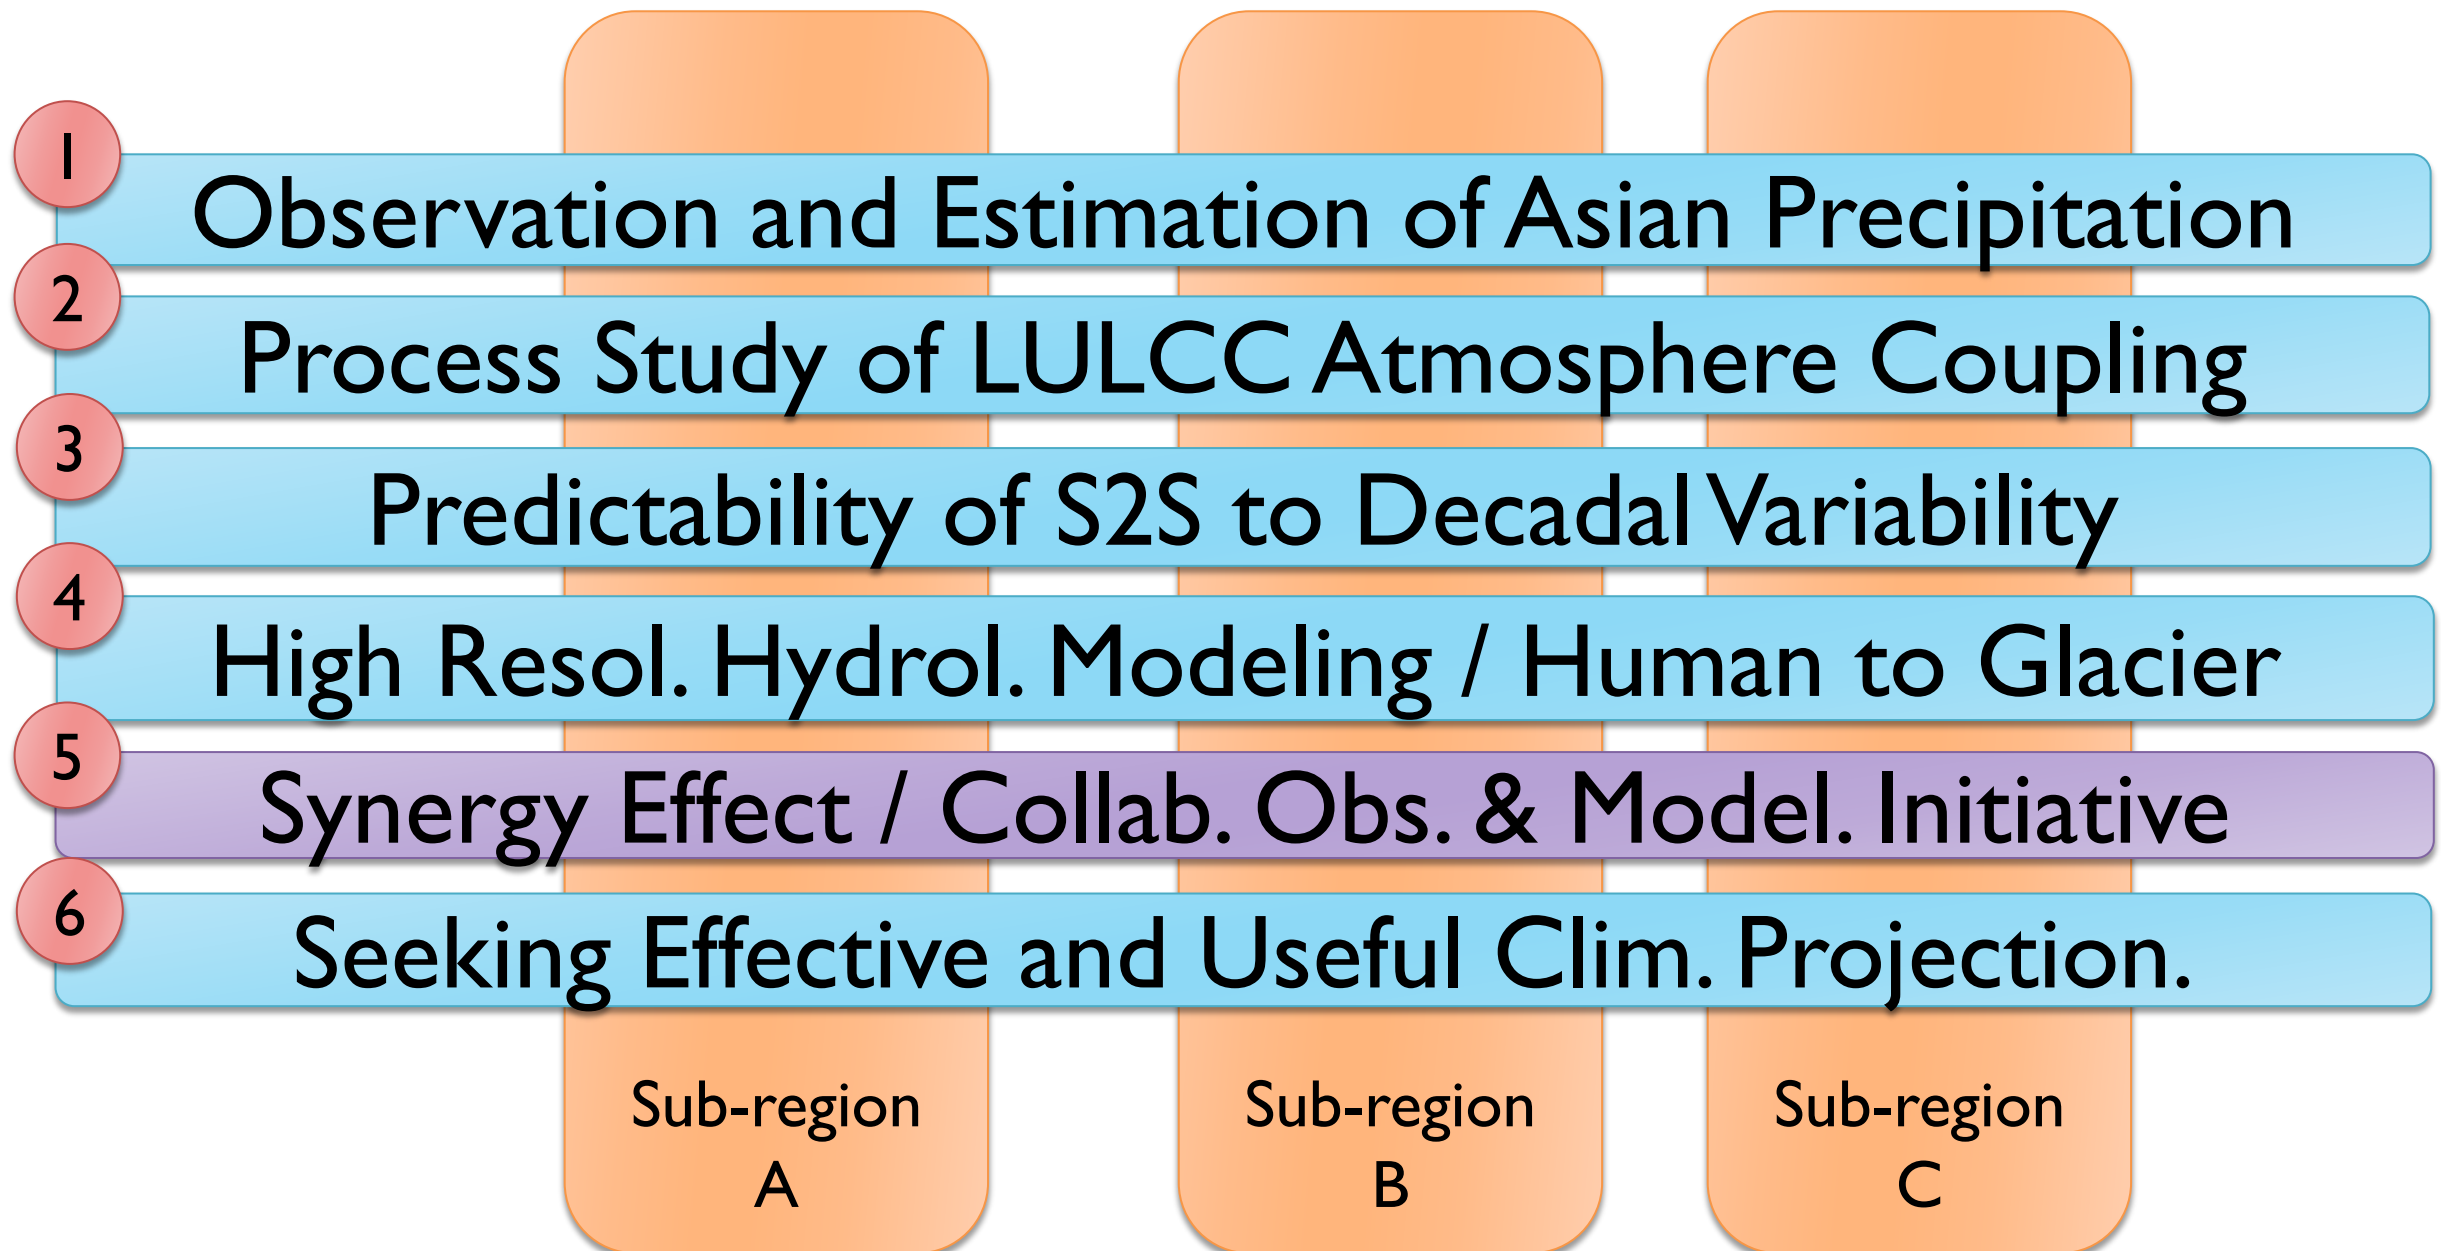 1
Observation and Estimation of Asian Precipitation
2
Process Study of LULCC Atmosphere Coupling
3
Predictability of S2S to Decadal Variability
4
High Resol. Hydrol. Modeling / Human to Glacier
5
Synergy Effect / Collab. Obs. & Model. Initiative
6
Seeking Effective and Useful Clim. Projection.
Sub-region
A
Sub-region
B
Sub-region
C